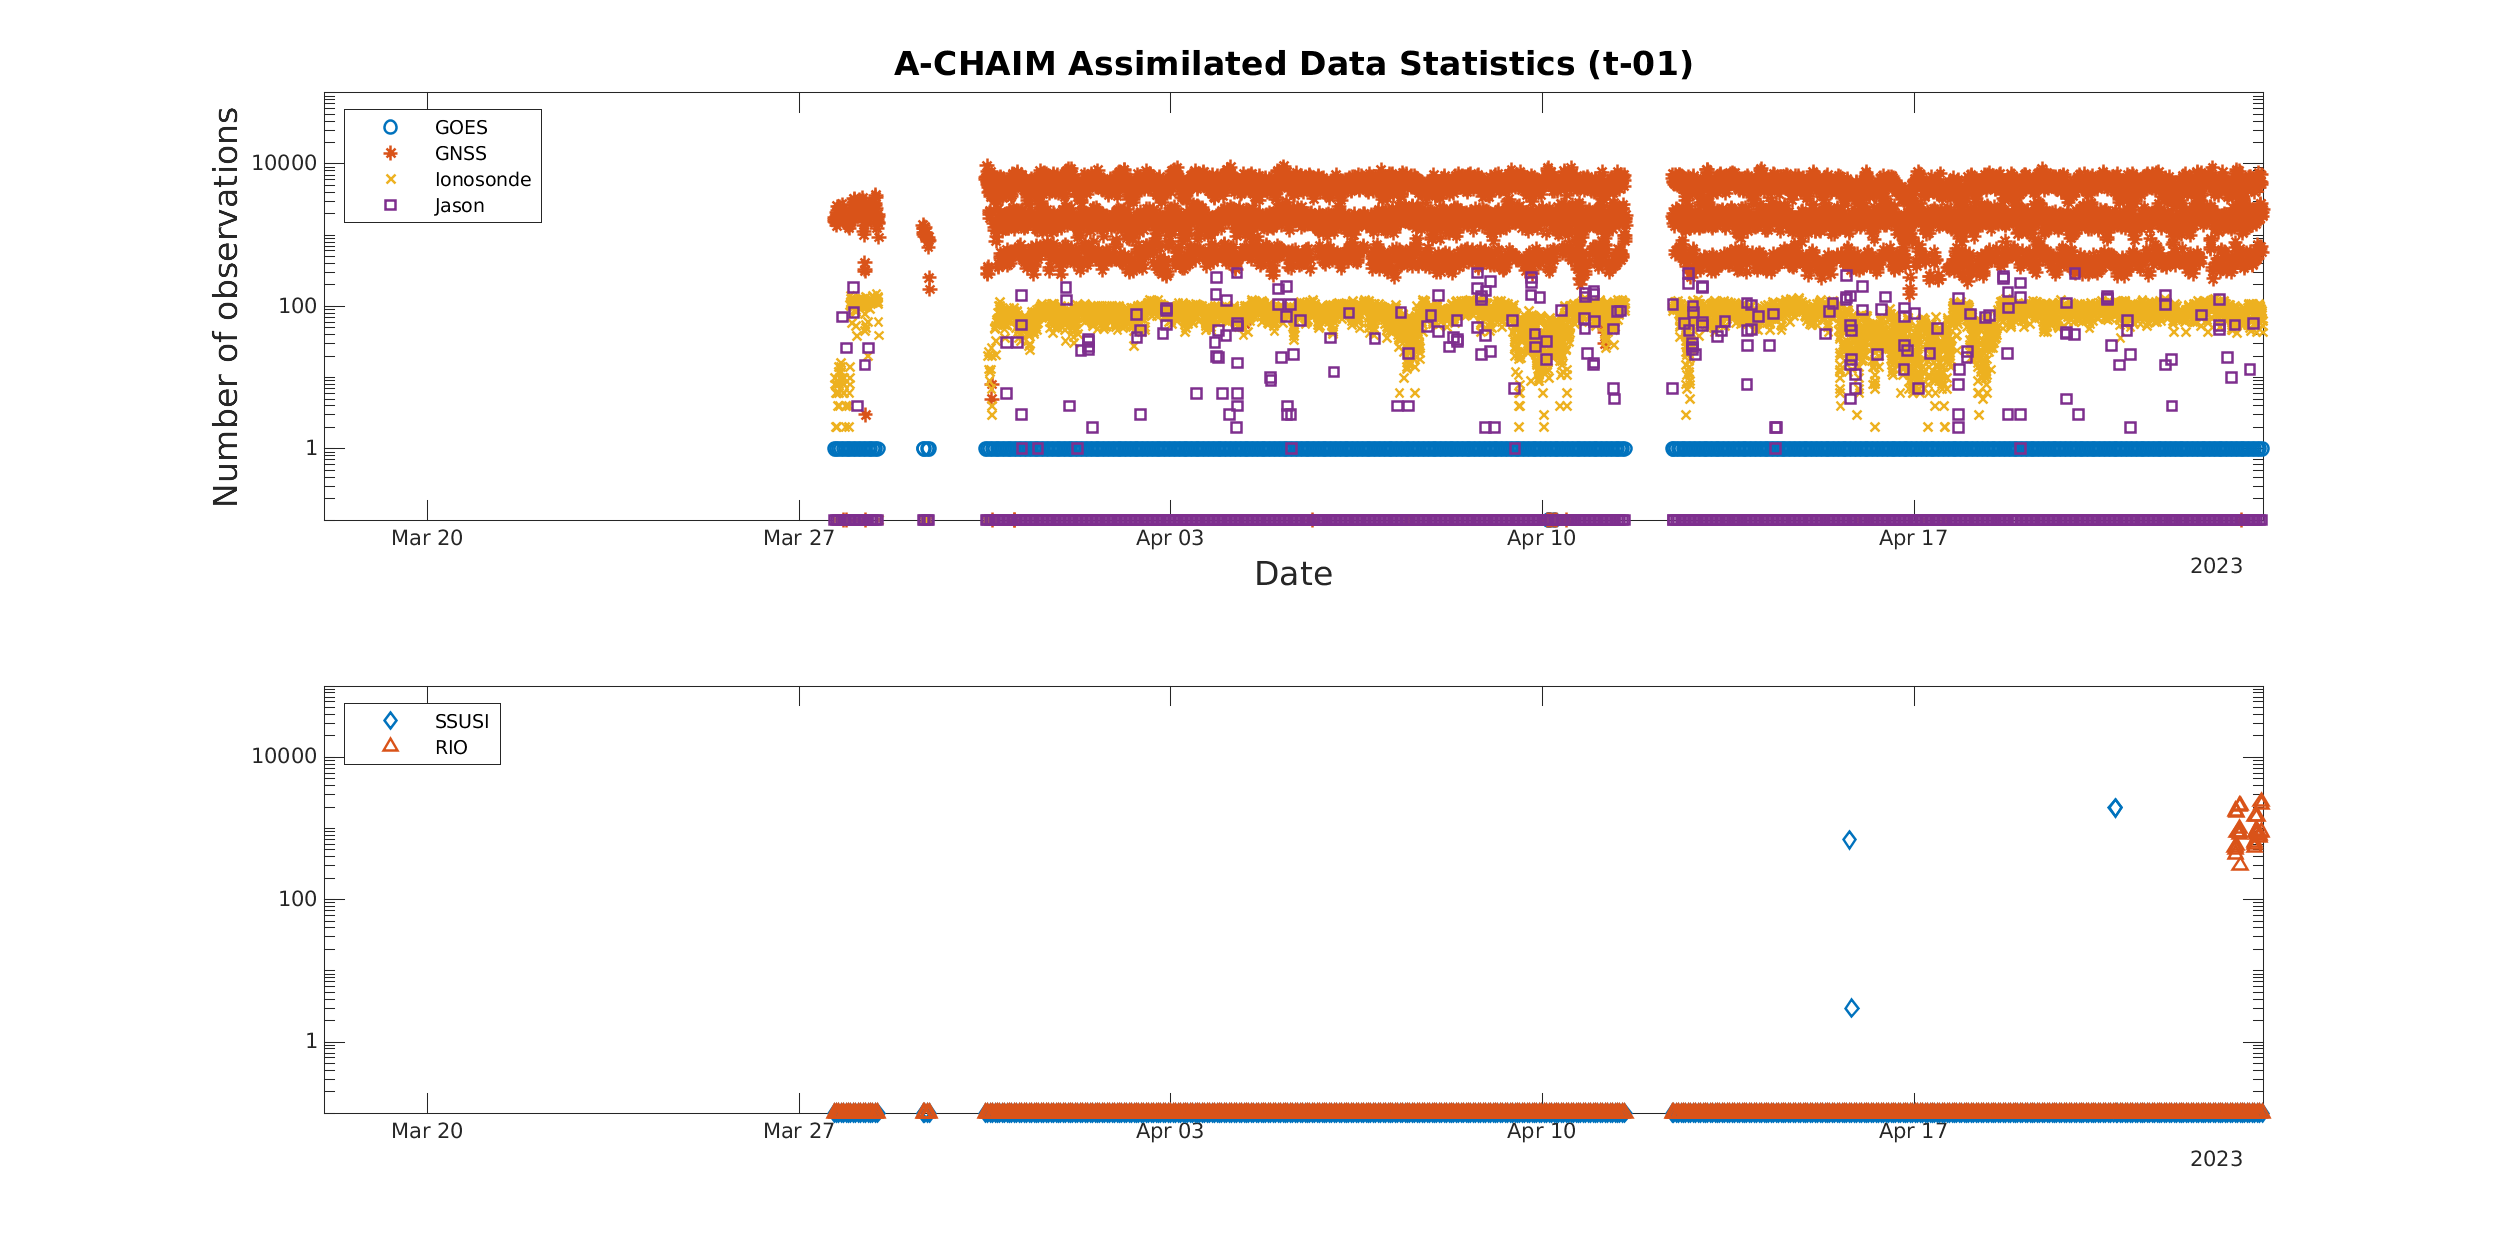 A-CHAIM Assimilated Data Statistics (t-01)
Number of observations
10000
100
1
GOES
GNSS
Ionosonde
Jason
Mar 20
Mar 27
Apr 03
Apr 10
Apr 17
2023
Date
10000
100
1
SSUSI
RIO
Mar 20
Mar 27
Apr 03
Apr 10
Apr 17
2023